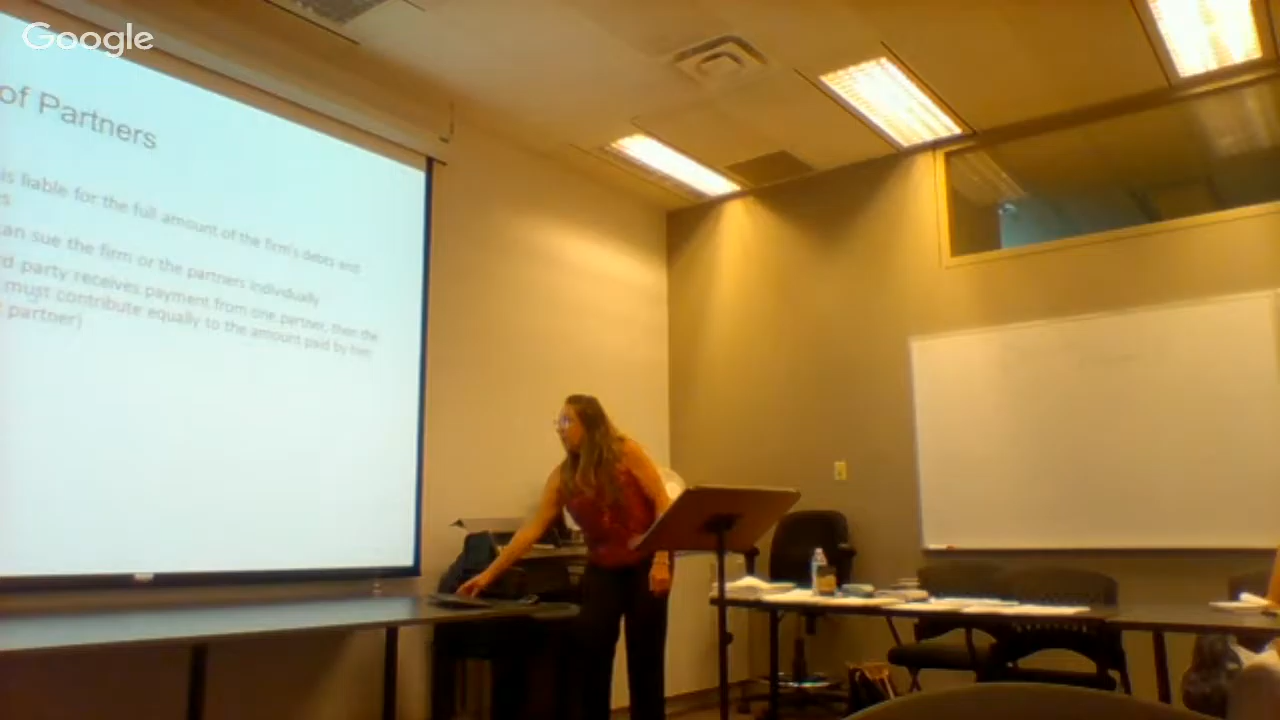 Google
of Partners
is liable for the full amount of the firm's debts and
can sue the firm or the partners individually
party receives payment from one partner, then the
must contribute equally to the amount paid by
partner)